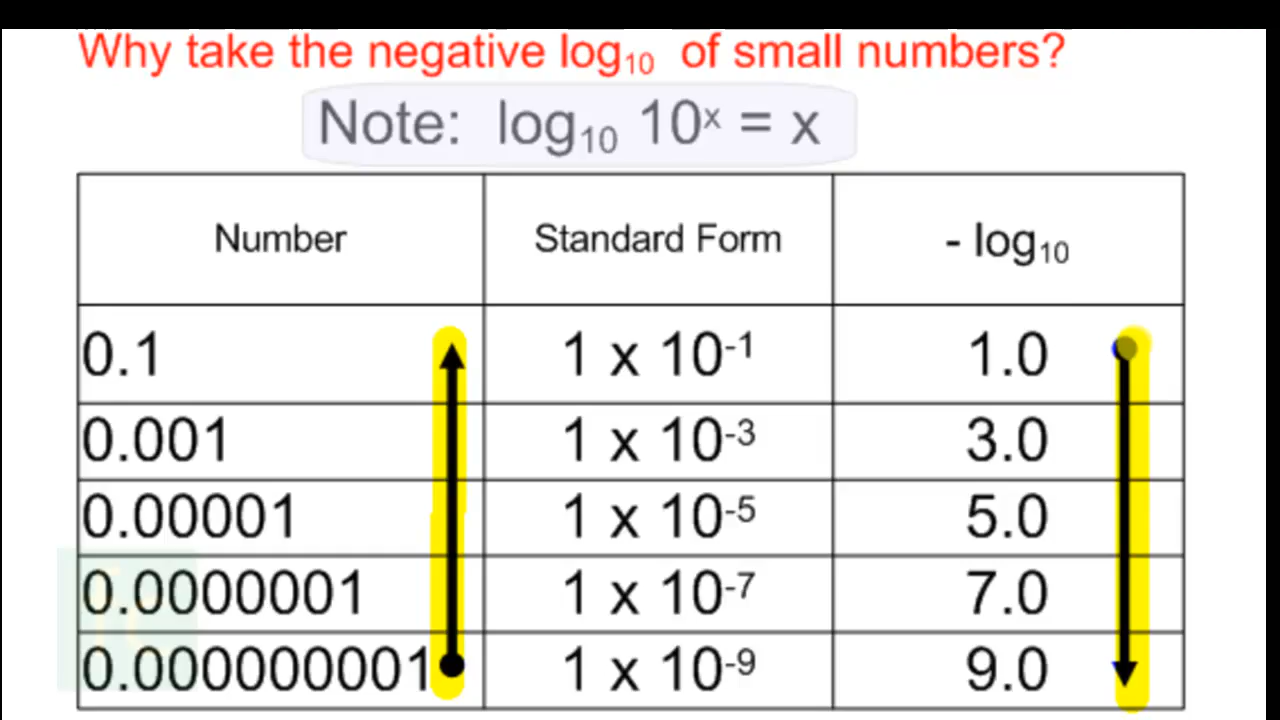 Why take the negative log₁₀ of small numbers?
Note: log₁₀ 10ˣ = x
Number Standard Form - log₁₀
0.1 1 x 10⁻¹ 1.0
0.001 1 x 10⁻³ 3.0
0.00001 1 x 10⁻⁵ 5.0
0.0000001 1 x 10⁻⁷ 7.0
0.000000001 1 x 10⁻⁹ 9.0